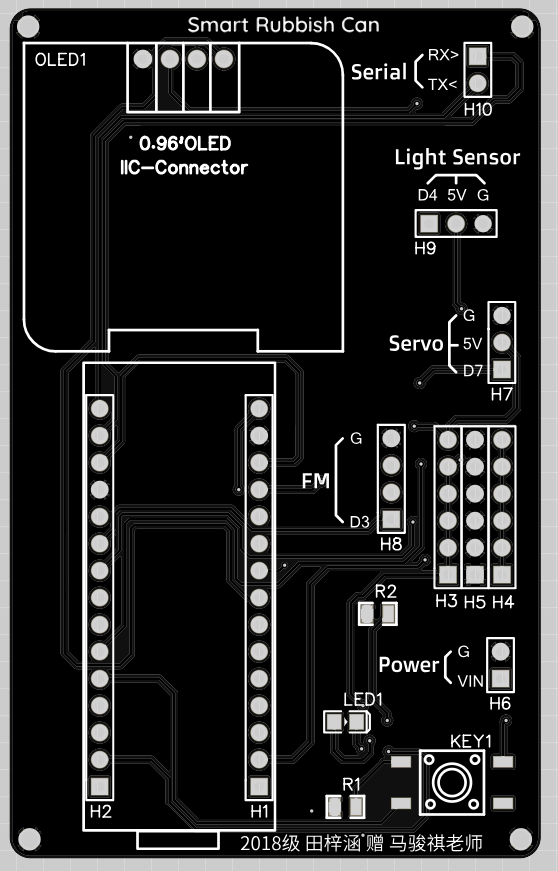 Smart Rubbish Can
OLED1
0.96'OLED
IIC-Connector
Serial
RX>
TX<
H10
Light Sensor
D4 5V G
H9
Servo
G
5V
D7
H7
FM
G
D3
H8
H3 H5 H4
R2
Power
G
VIN
H6
LED1
KEY1
R1
H2
H1
2018级 田梓涵 赠 马骏祺老师